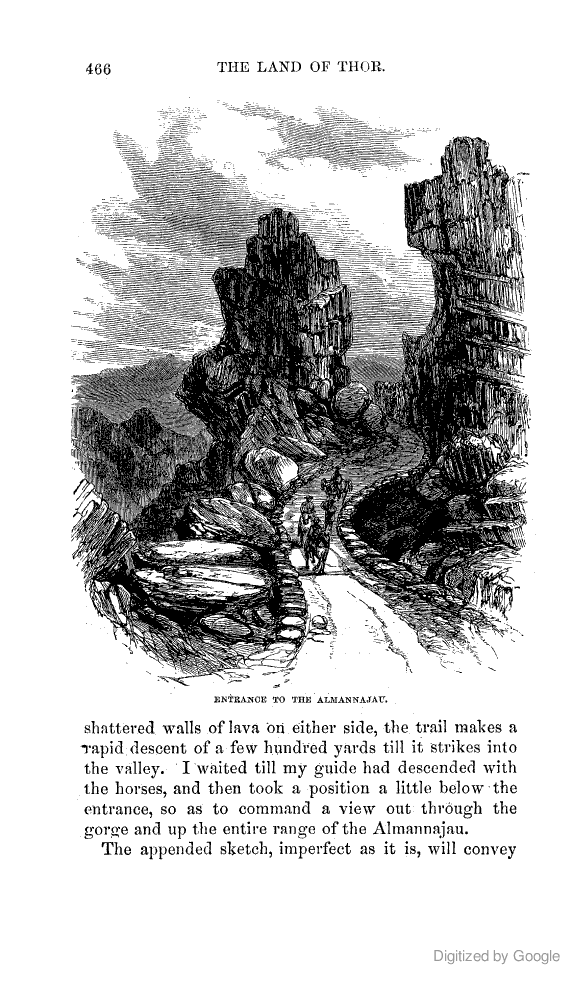 466
THE LAND OF THOR.
ENTRANCE TO THE ALMANNAJAU.
shattered walls of lava on either side, the trail makes a
rapid descent of a few hundred yards till it strikes into
the valley. I waited till my guide had descended with
the horses, and then took a position a little below the
entrance, so as to command a view out through the
gorge and up the entire range of the Almannajau.
The appended sketch, imperfect as it is, will convey
Digitized by Google